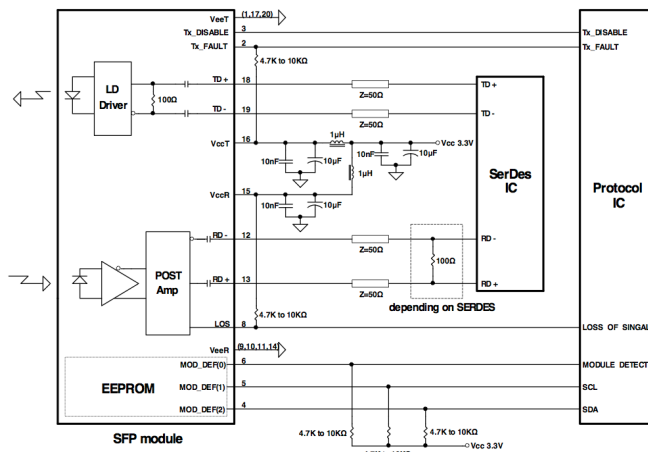 VeeT (1,17,20)
Tx_DISABLE 3 Tx_DISABLE
Tx_FAULT 2 Tx_FAULT
4.7K to 10KΩ
LD Driver
100Ω
TD+ 18 Z=50Ω TD+
TD- 19 Z=50Ω TD-
VccT 16
1μH
Vcc 3.3V
10nF 10μF 10nF 10μF
1μH
SerDes IC
Protocol IC
VccR 15
10nF 10μF
RD- 12 Z=50Ω RD-
100Ω
POST Amp
RD+ 13 Z=50Ω RD+
depending on SERDES
4.7K to 10KΩ
LOS 8 LOSS OF SINGAL
VeeR (9,10,11,14)
MOD_DEF(0) 6 MODULE DETECT
EEPROM
MOD_DEF(1) 5 SCL
MOD_DEF(2) 4 SDA
4.7K to 10KΩ 4.7K to 10KΩ
SFP module
Vcc 3.3V